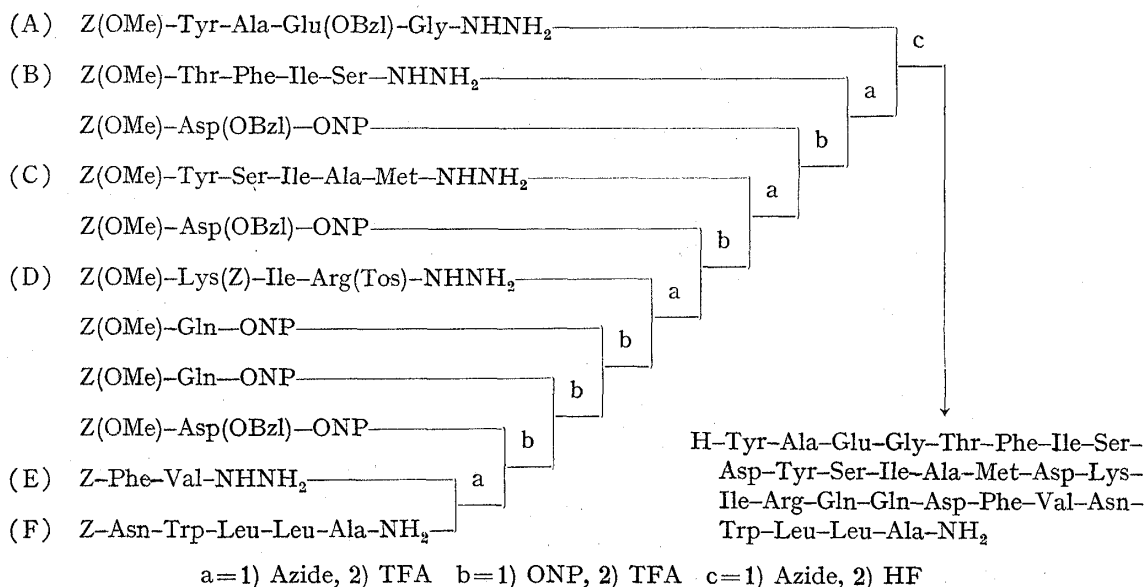 (A) Z(OMe)–Tyr–Ala–Glu(OBzl)–Gly–NHNH₂
c
(B) Z(OMe)–Thr–Phe–Ile–Ser–NHNH₂
a
Z(OMe)–Asp(OBzl)–ONP
b
(C) Z(OMe)–Tyr–Ser–Ile–Ala–Met–NHNH₂
a
Z(OMe)–Asp(OBzl)–ONP
b
(D) Z(OMe)–Lys(Z)–Ile–Arg(Tos)–NHNH₂
a
Z(OMe)–Gln–ONP
b
Z(OMe)–Gln–ONP
b
Z(OMe)–Asp(OBzl)–ONP
b
(E) Z–Phe–Val–NHNH₂
a
(F) Z–Asn–Trp–Leu–Leu–Ala–NH₂
H–Tyr–Ala–Glu–Gly–Thr–Phe–Ile–Ser–
Asp–Tyr–Ser–Ile–Ala–Met–Asp–Lys–
Ile–Arg–Gln–Gln–Asp–Phe–Val–Asn–
Trp–Leu–Leu–Ala–NH₂
a=1) Azide, 2) TFA b=1) ONP, 2) TFA c=1) Azide, 2) HF